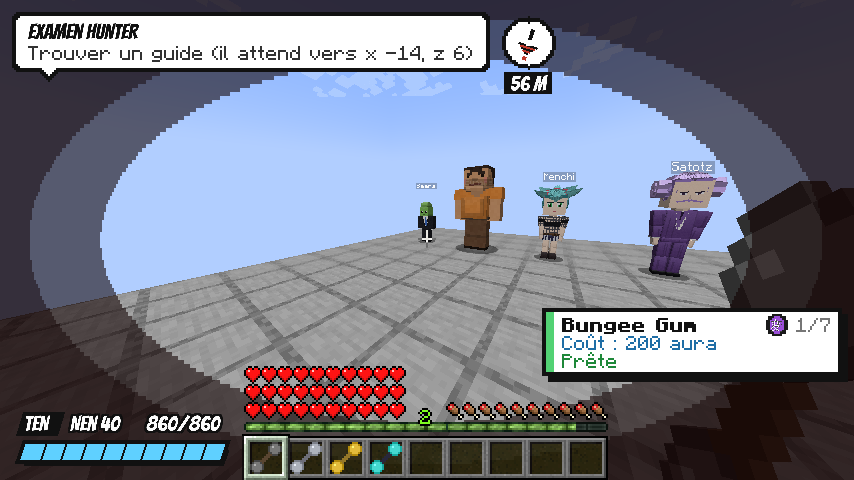 EXAMEN HUNTER
Trouver un guide (il attend vers x -14, z 6)
56 M
Menchi
Satotz
Bungee Gum
1/7
Coût : 200 aura
Prête
TEN
NEN 40
860/860
2